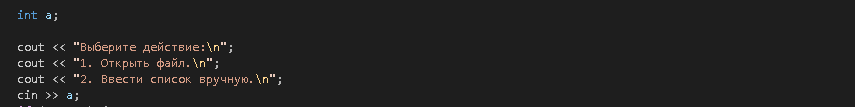 int a;
cout << "Выберите действие:\n";
cout << "1. Открыть файл.\n";
cout << "2. Ввести список вручную.\n";
cin >> a;